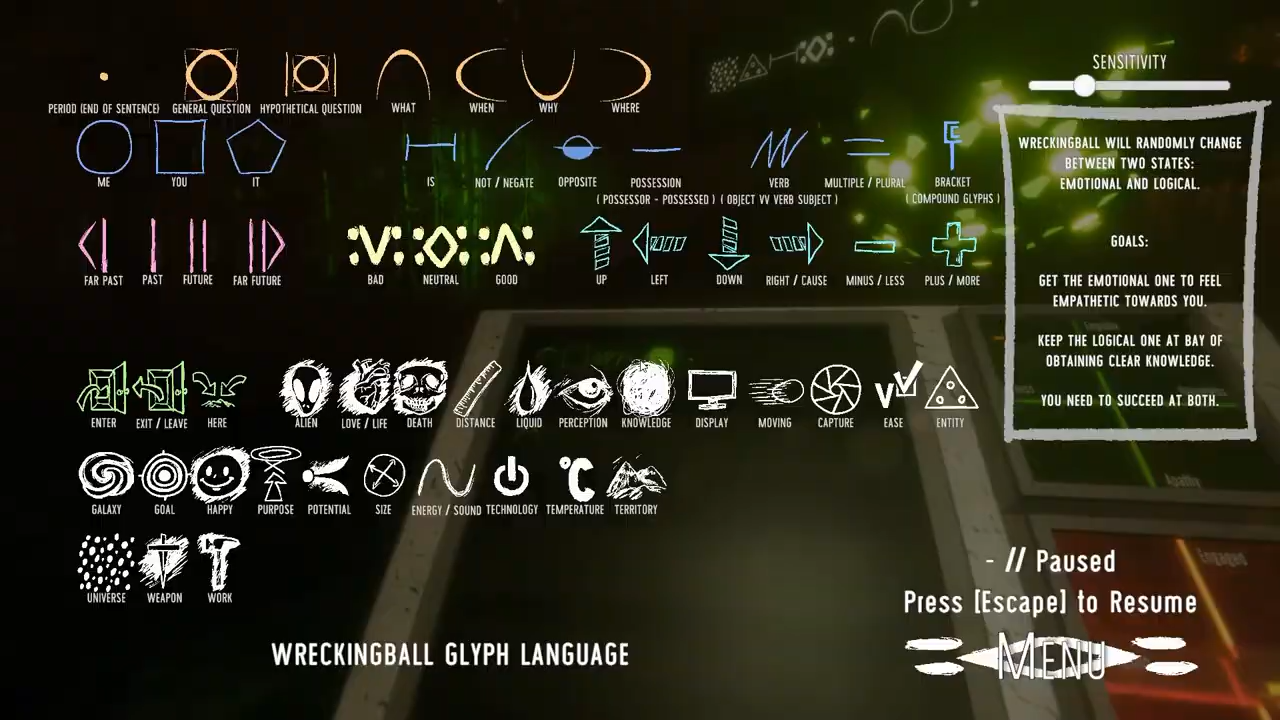 SENSITIVITY
PERIOD (END OF SENTENCE) GENERAL QUESTION HYPOTHETICAL QUESTION WHAT WHEN WHY WHERE
ME YOU IT IS NOT / NEGATE OPPOSITE POSSESSION VERB MULTIPLE / PLURAL BRACKET
( POSSESSOR - POSSESSED ) ( OBJECT VV VERB SUBJECT ) ( COMPOUND GLYPHS )
FAR PAST PAST FUTURE FAR FUTURE BAD NEUTRAL GOOD UP LEFT DOWN RIGHT / CAUSE MINUS / LESS PLUS / MORE
ENTER EXIT / LEAVE HERE ALIEN LOVE / LIFE DEATH DISTANCE LIQUID PERCEPTION KNOWLEDGE DISPLAY MOVING CAPTURE EASE ENTITY
GALAXY GOAL HAPPY PURPOSE POTENTIAL SIZE ENERGY / SOUND TECHNOLOGY TEMPERATURE TERRITORY
UNIVERSE WEAPON WORK
WRECKINGBALL GLYPH LANGUAGE
WRECKINGBALL WILL RANDOMLY CHANGE
BETWEEN TWO STATES:
EMOTIONAL AND LOGICAL.
GOALS:
GET THE EMOTIONAL ONE TO FEEL
EMPATHETIC TOWARDS YOU.
KEEP THE LOGICAL ONE AT BAY OF
OBTAINING CLEAR KNOWLEDGE.
YOU NEED TO SUCCEED AT BOTH.
Apathy
Engaged
- // Paused
Press [Escape] to Resume
MENU